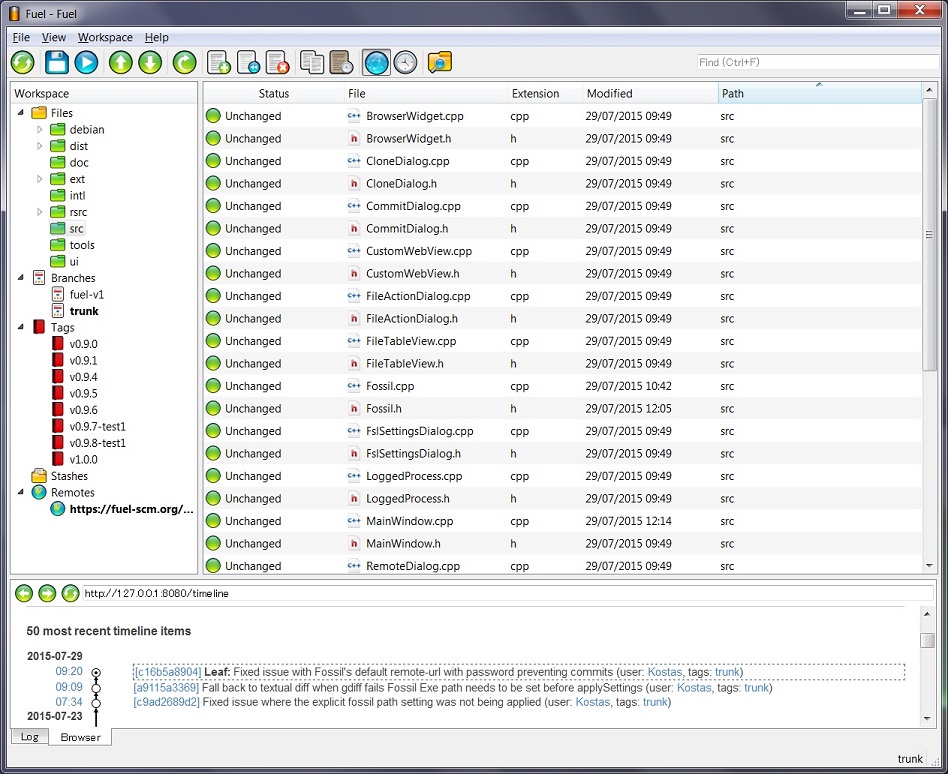 Fuel - Fuel
File View Workspace Help
Find (Ctrl+F)
Workspace
Files
debian
dist
doc
ext
intl
rsrc
src
tools
ui
Branches
fuel-v1
trunk
Tags
v0.9.0
v0.9.1
v0.9.4
v0.9.5
v0.9.6
v0.9.7-test1
v0.9.8-test1
v1.0.0
Stashes
Remotes
https://fuel-scm.org/...
Status File Extension Modified Path
Unchanged C++ BrowserWidget.cpp cpp 29/07/2015 09:49 src
Unchanged h BrowserWidget.h h 29/07/2015 09:49 src
Unchanged C++ CloneDialog.cpp cpp 29/07/2015 09:49 src
Unchanged h CloneDialog.h h 29/07/2015 09:49 src
Unchanged C++ CommitDialog.cpp cpp 29/07/2015 09:49 src
Unchanged h CommitDialog.h h 29/07/2015 09:49 src
Unchanged C++ CustomWebView.cpp cpp 29/07/2015 09:49 src
Unchanged h CustomWebView.h h 29/07/2015 09:49 src
Unchanged C++ FileActionDialog.cpp cpp 29/07/2015 09:49 src
Unchanged h FileActionDialog.h h 29/07/2015 09:49 src
Unchanged C++ FileTableView.cpp cpp 29/07/2015 09:49 src
Unchanged h FileTableView.h h 29/07/2015 09:49 src
Unchanged C++ Fossil.cpp cpp 29/07/2015 10:42 src
Unchanged h Fossil.h h 29/07/2015 12:05 src
Unchanged C++ FslSettingsDialog.cpp cpp 29/07/2015 09:49 src
Unchanged h FslSettingsDialog.h h 29/07/2015 09:49 src
Unchanged C++ LoggedProcess.cpp cpp 29/07/2015 09:49 src
Unchanged h LoggedProcess.h h 29/07/2015 09:49 src
Unchanged C++ MainWindow.cpp cpp 29/07/2015 12:14 src
Unchanged h MainWindow.h h 29/07/2015 09:49 src
Unchanged C++ RemoteDialog.cpp cpp 29/07/2015 09:49 src
http://127.0.0.1:8080/timeline
50 most recent timeline items
2015-07-29
09:20 [c16b5a8904] Leaf: Fixed issue with Fossil's default remote-url with password preventing commits (user: Kostas, tags: trunk)
09:09 [a9115a3369] Fall back to textual diff when gdiff fails Fossil Exe path needs to be set before applySettings (user: Kostas, tags: trunk)
07:34 [c9ad2689d2] Fixed issue where the explicit fossil path setting was not being applied (user: Kostas, tags: trunk)
2015-07-23
Log Browser
trunk